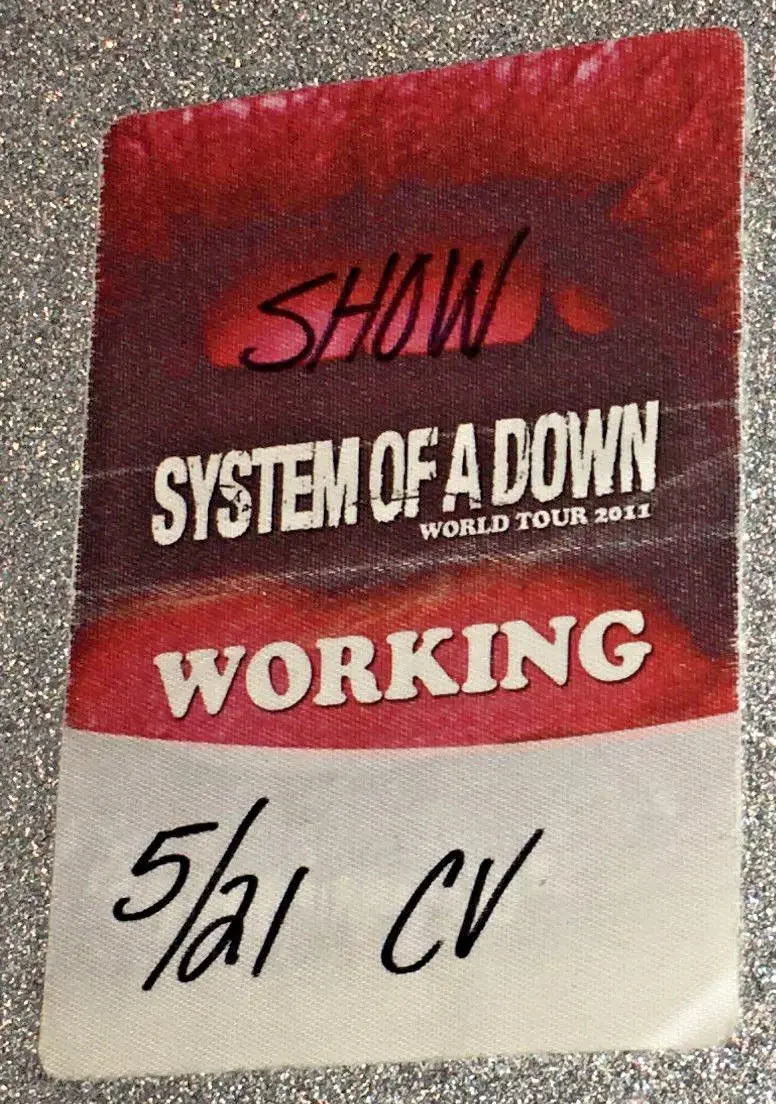 SHOW
SYSTEM OF A DOWN
WORLD TOUR 2011
WORKING
5/21 CV